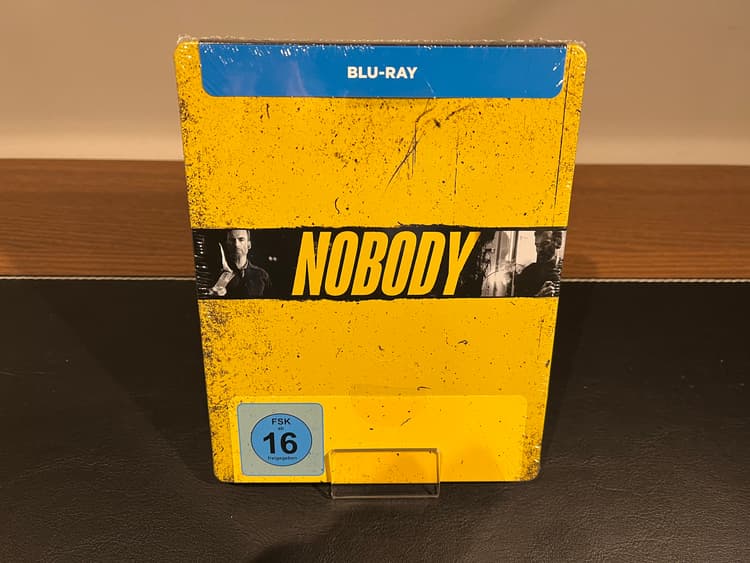 BLU-RAY
NOBODY
FSK
ab
16
freigegeben